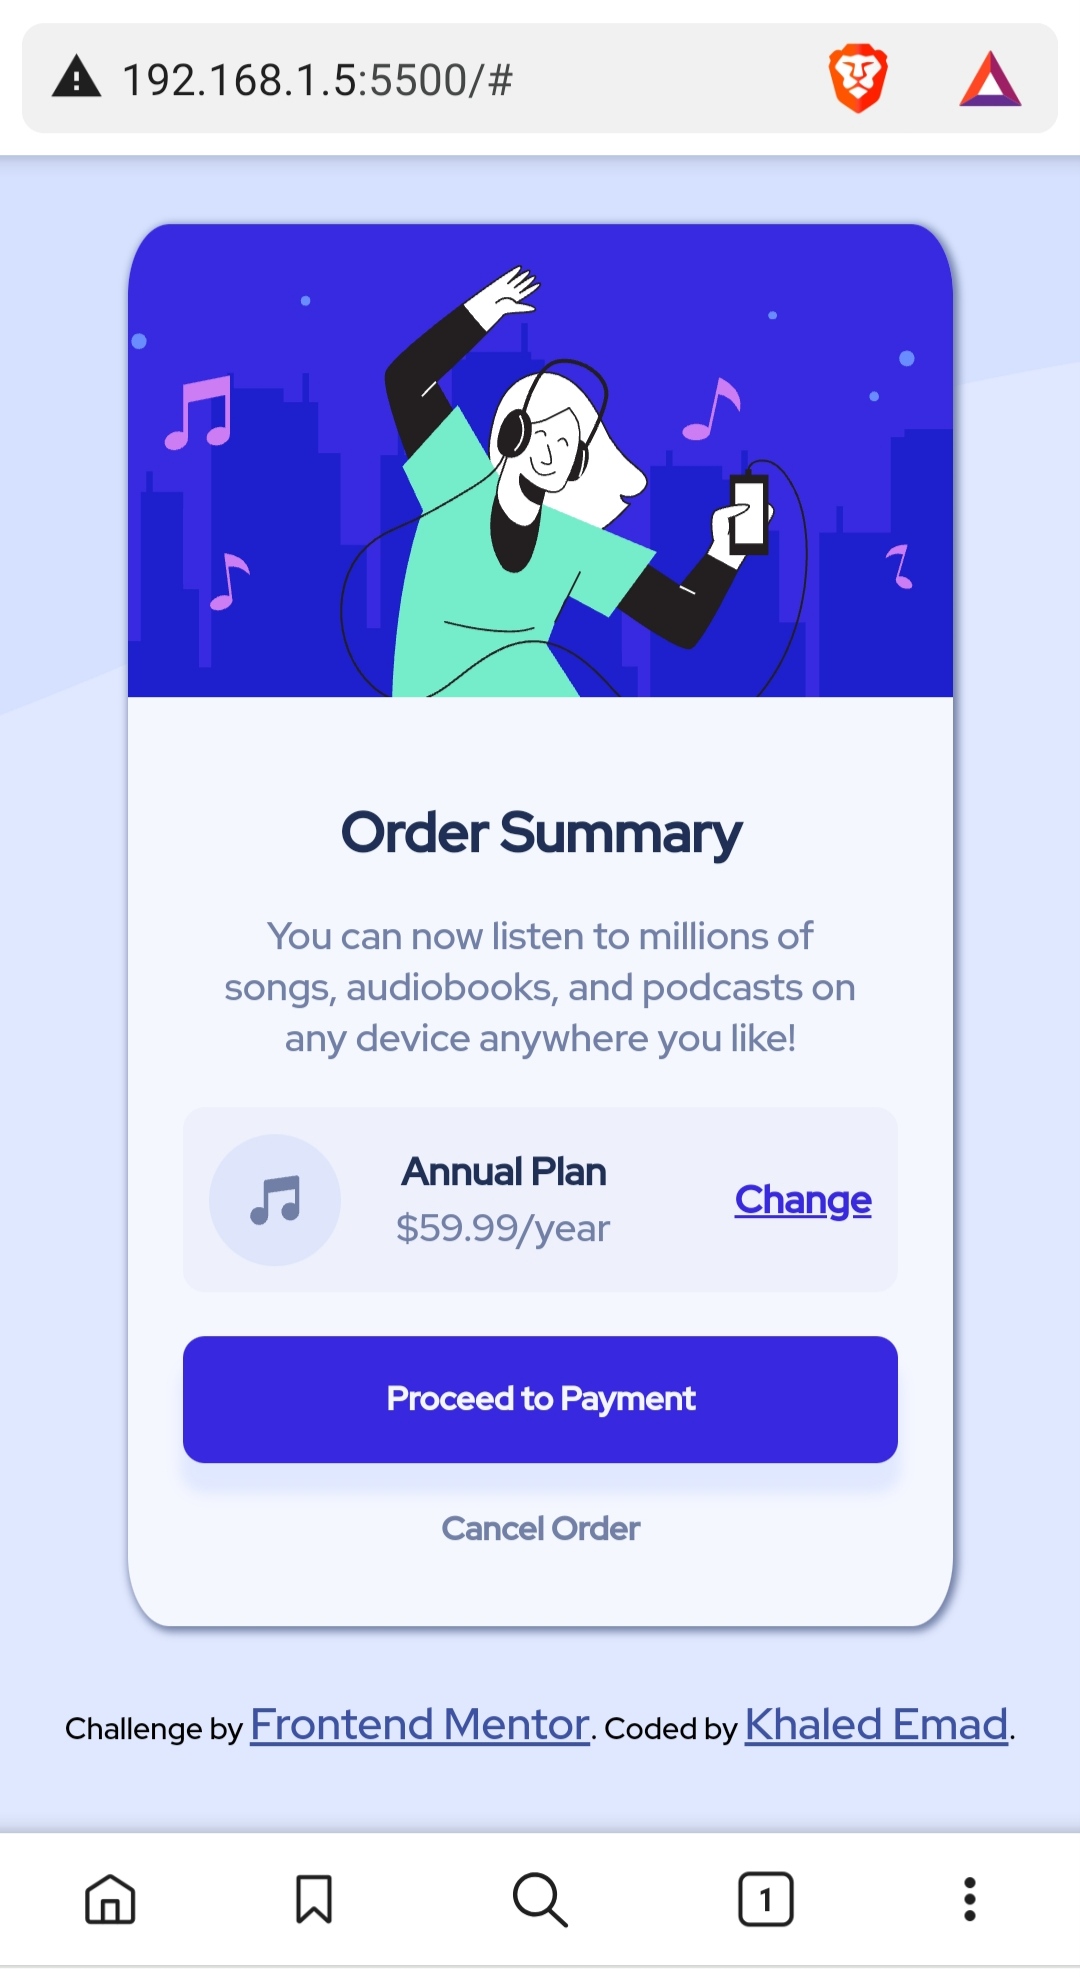 192.168.1.5:5500/#
Order Summary
You can now listen to millions of
songs, audiobooks, and podcasts on
any device anywhere you like!
Annual Plan
$59.99/year
Change
Proceed to Payment
Cancel Order
Challenge by Frontend Mentor. Coded by Khaled Emad.
1